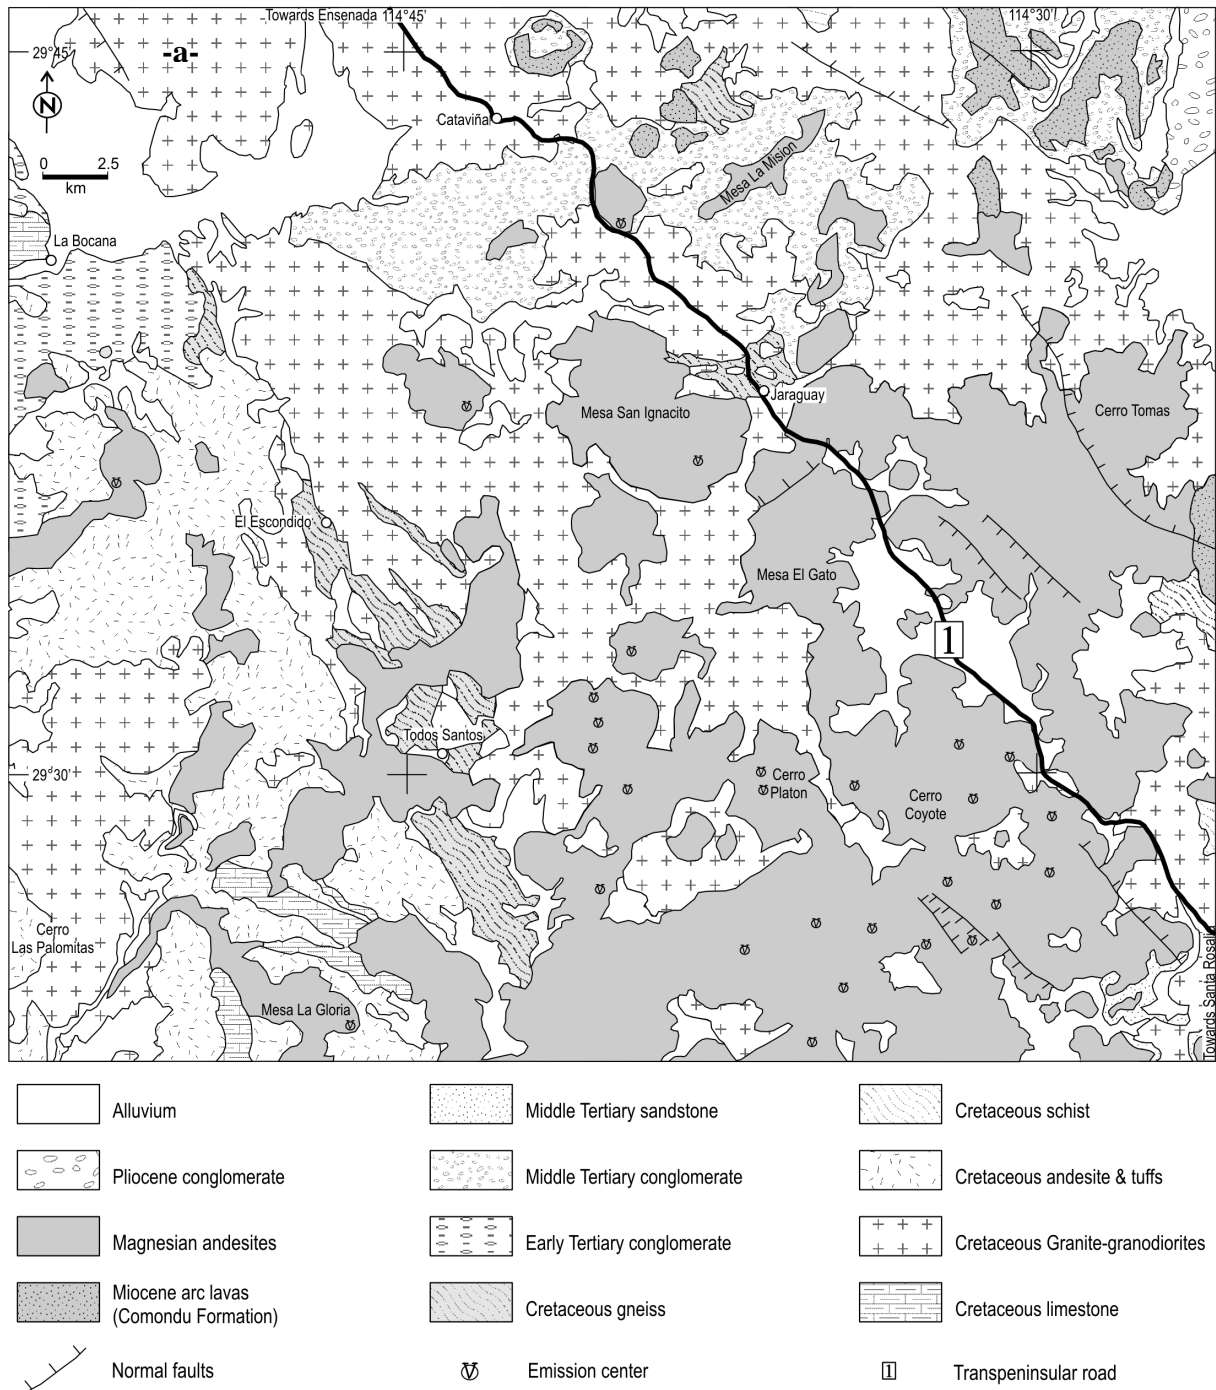 Towards Ensenada 114°45'
114°30'
29°45'
-a-
N
Cataviña
0 2.5
km
Mesa La Mision
La Bocana
Jaraguay
Mesa San Ignacito
Cerro Tomas
El Escondido
Mesa El Gato
1
Todos Santos
29°30'
Cerro
Platon
Cerro
Coyote
Cerro
Las Palomitas
Mesa La Gloria
Towards Santa Rosali
Alluvium
Middle Tertiary sandstone
Cretaceous schist
Pliocene conglomerate
Middle Tertiary conglomerate
Cretaceous andesite & tuffs
Magnesian andesites
Early Tertiary conglomerate
Cretaceous Granite-granodiorites
Miocene arc lavas
(Comondu Formation)
Cretaceous gneiss
Cretaceous limestone
Normal faults
Emission center
1
Transpeninsular road